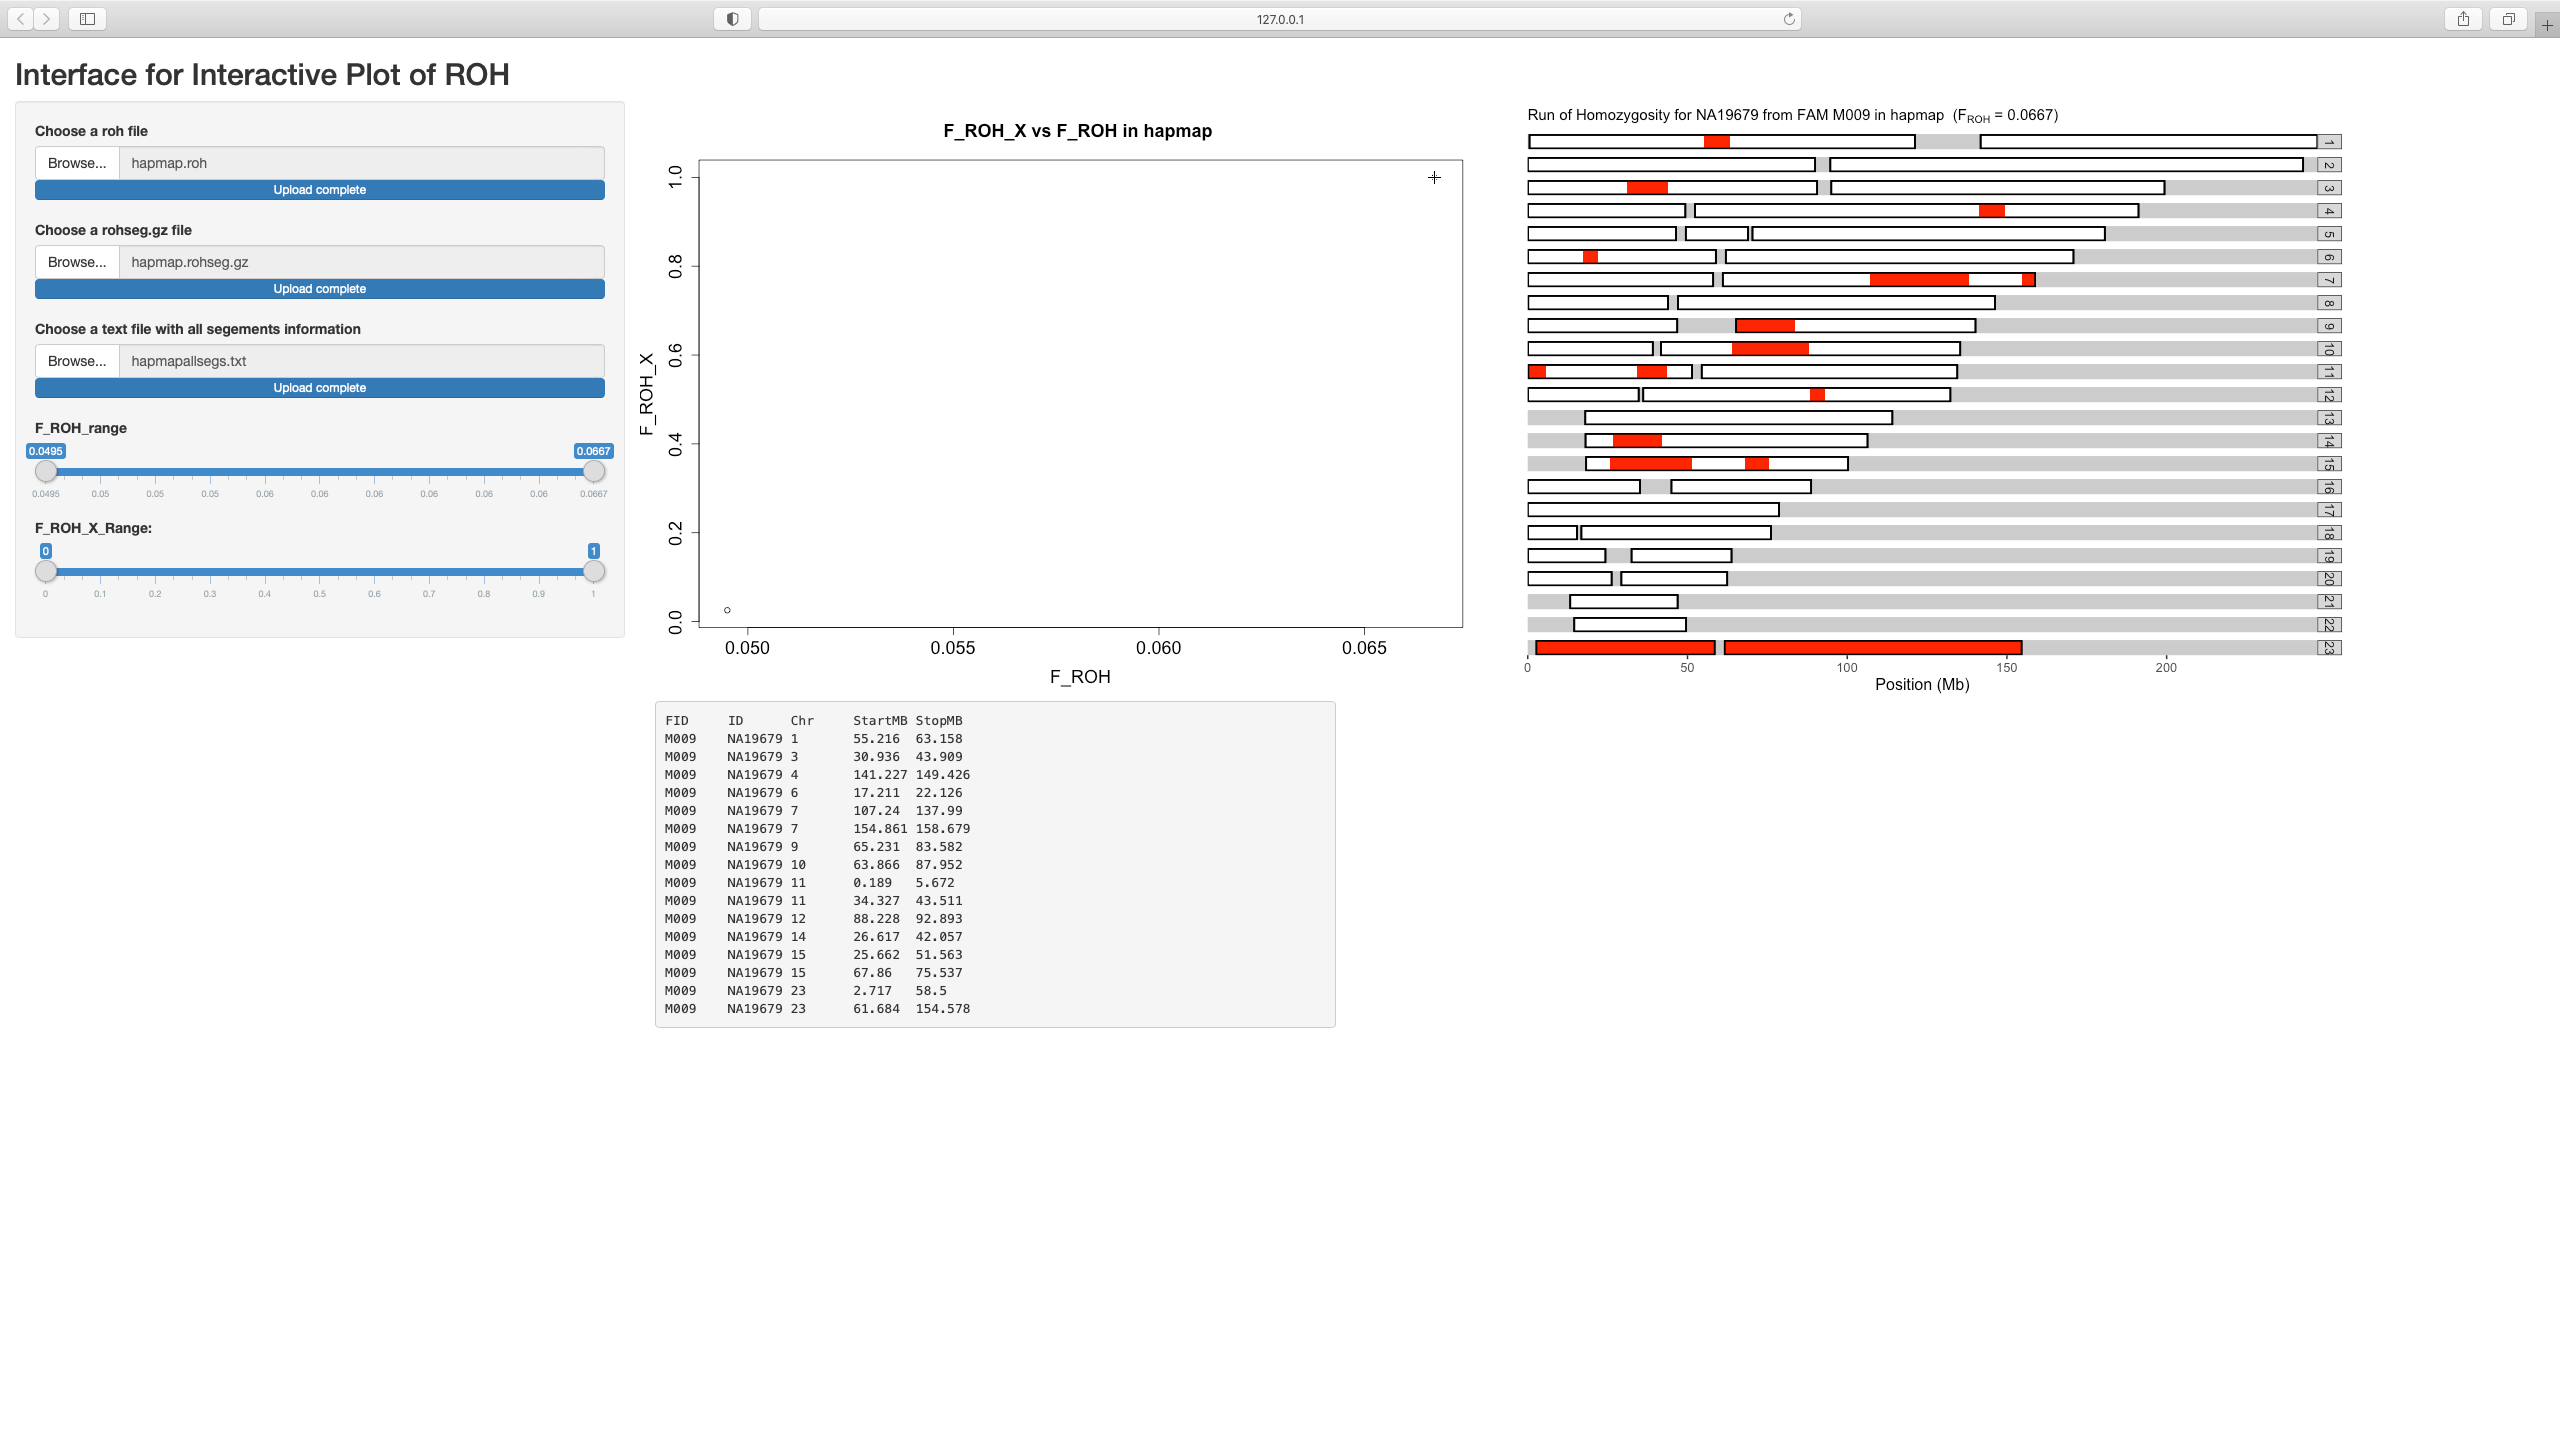 127.0.0.1
Interface for Interactive Plot of ROH
Choose a roh file
Browse... hapmap.roh
Upload complete
Choose a rohseg.gz file
Browse... hapmap.rohseg.gz
Upload complete
Choose a text file with all segements information
Browse... hapmapallsegs.txt
Upload complete
F_ROH_range
0.0495 0.0667
0.0495 0.05 0.05 0.05 0.06 0.06 0.06 0.06 0.06 0.06 0.0667
F_ROH_X_Range:
0 1
0 0.1 0.2 0.3 0.4 0.5 0.6 0.7 0.8 0.9 1
F_ROH_X vs F_ROH in hapmap
F_ROH_X
1.0
0.8
0.6
0.4
0.2
0.0
0.050 0.055 0.060 0.065
F_ROH
FID ID Chr StartMB StopMB
M009 NA19679 1 55.216 63.158
M009 NA19679 3 30.936 43.909
M009 NA19679 4 141.227 149.426
M009 NA19679 6 17.211 22.126
M009 NA19679 7 107.24 137.99
M009 NA19679 7 154.861 158.679
M009 NA19679 9 65.231 83.582
M009 NA19679 10 63.866 87.952
M009 NA19679 11 0.189 5.672
M009 NA19679 11 34.327 43.511
M009 NA19679 12 88.228 92.893
M009 NA19679 14 26.617 42.057
M009 NA19679 15 25.662 51.563
M009 NA19679 15 67.86 75.537
M009 NA19679 23 2.717 58.5
M009 NA19679 23 61.684 154.578
Run of Homozygosity for NA19679 from FAM M009 in hapmap (FROH = 0.0667)
1
2
3
4
5
6
7
8
9
10
11
12
13
14
15
16
17
18
19
20
21
22
23
0 50 100 150 200
Position (Mb)